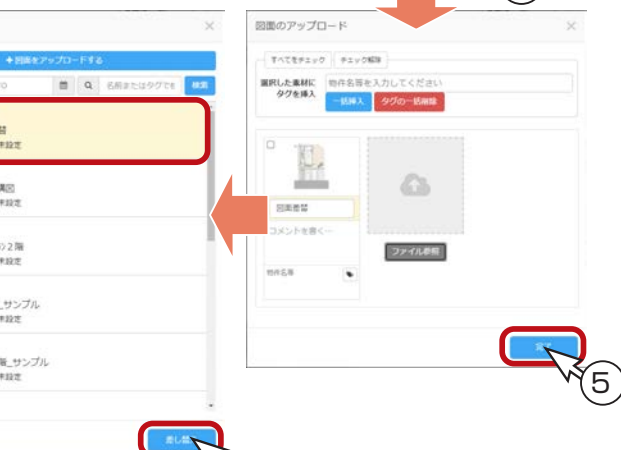 +図面をアップロードする
名前またはタグでも
検索
未設定
未設定
の2階
未設定
_サンプル
未設定
階_サンプル
未設定
差し替
図面のアップロード
すべてをチェック チェック解除
選択した素材に
タグを挿入
物件名等を入力してください
一括挿入 タグの一括削除
図面差替
コメントを書く…
ファイル参照
物件名等
5